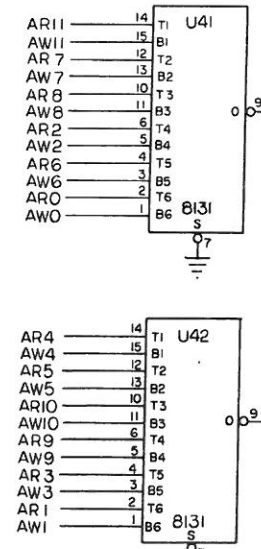 AR11 14 T1 U41
AW11 15 B1
AR7 12 T2
AW7 13 B2
AR8 10 T3
AW8 11 B3 O 9
AR2 6 T4
AW2 5 B4
AR6 4 T5
AW6 3 B5
AR0 2 T6 8131
AW0 1 B6 S
7
AR4 14 T1 U42
AW4 15 B1
AR5 12 T2
AW5 13 B2
AR10 10 T3
AW10 11 B3 O 9
AR9 6 T4
AW9 5 B4
AR3 4 T5
AW3 3 B5
AR1 2 T6 8131
AW1 1 B6 S